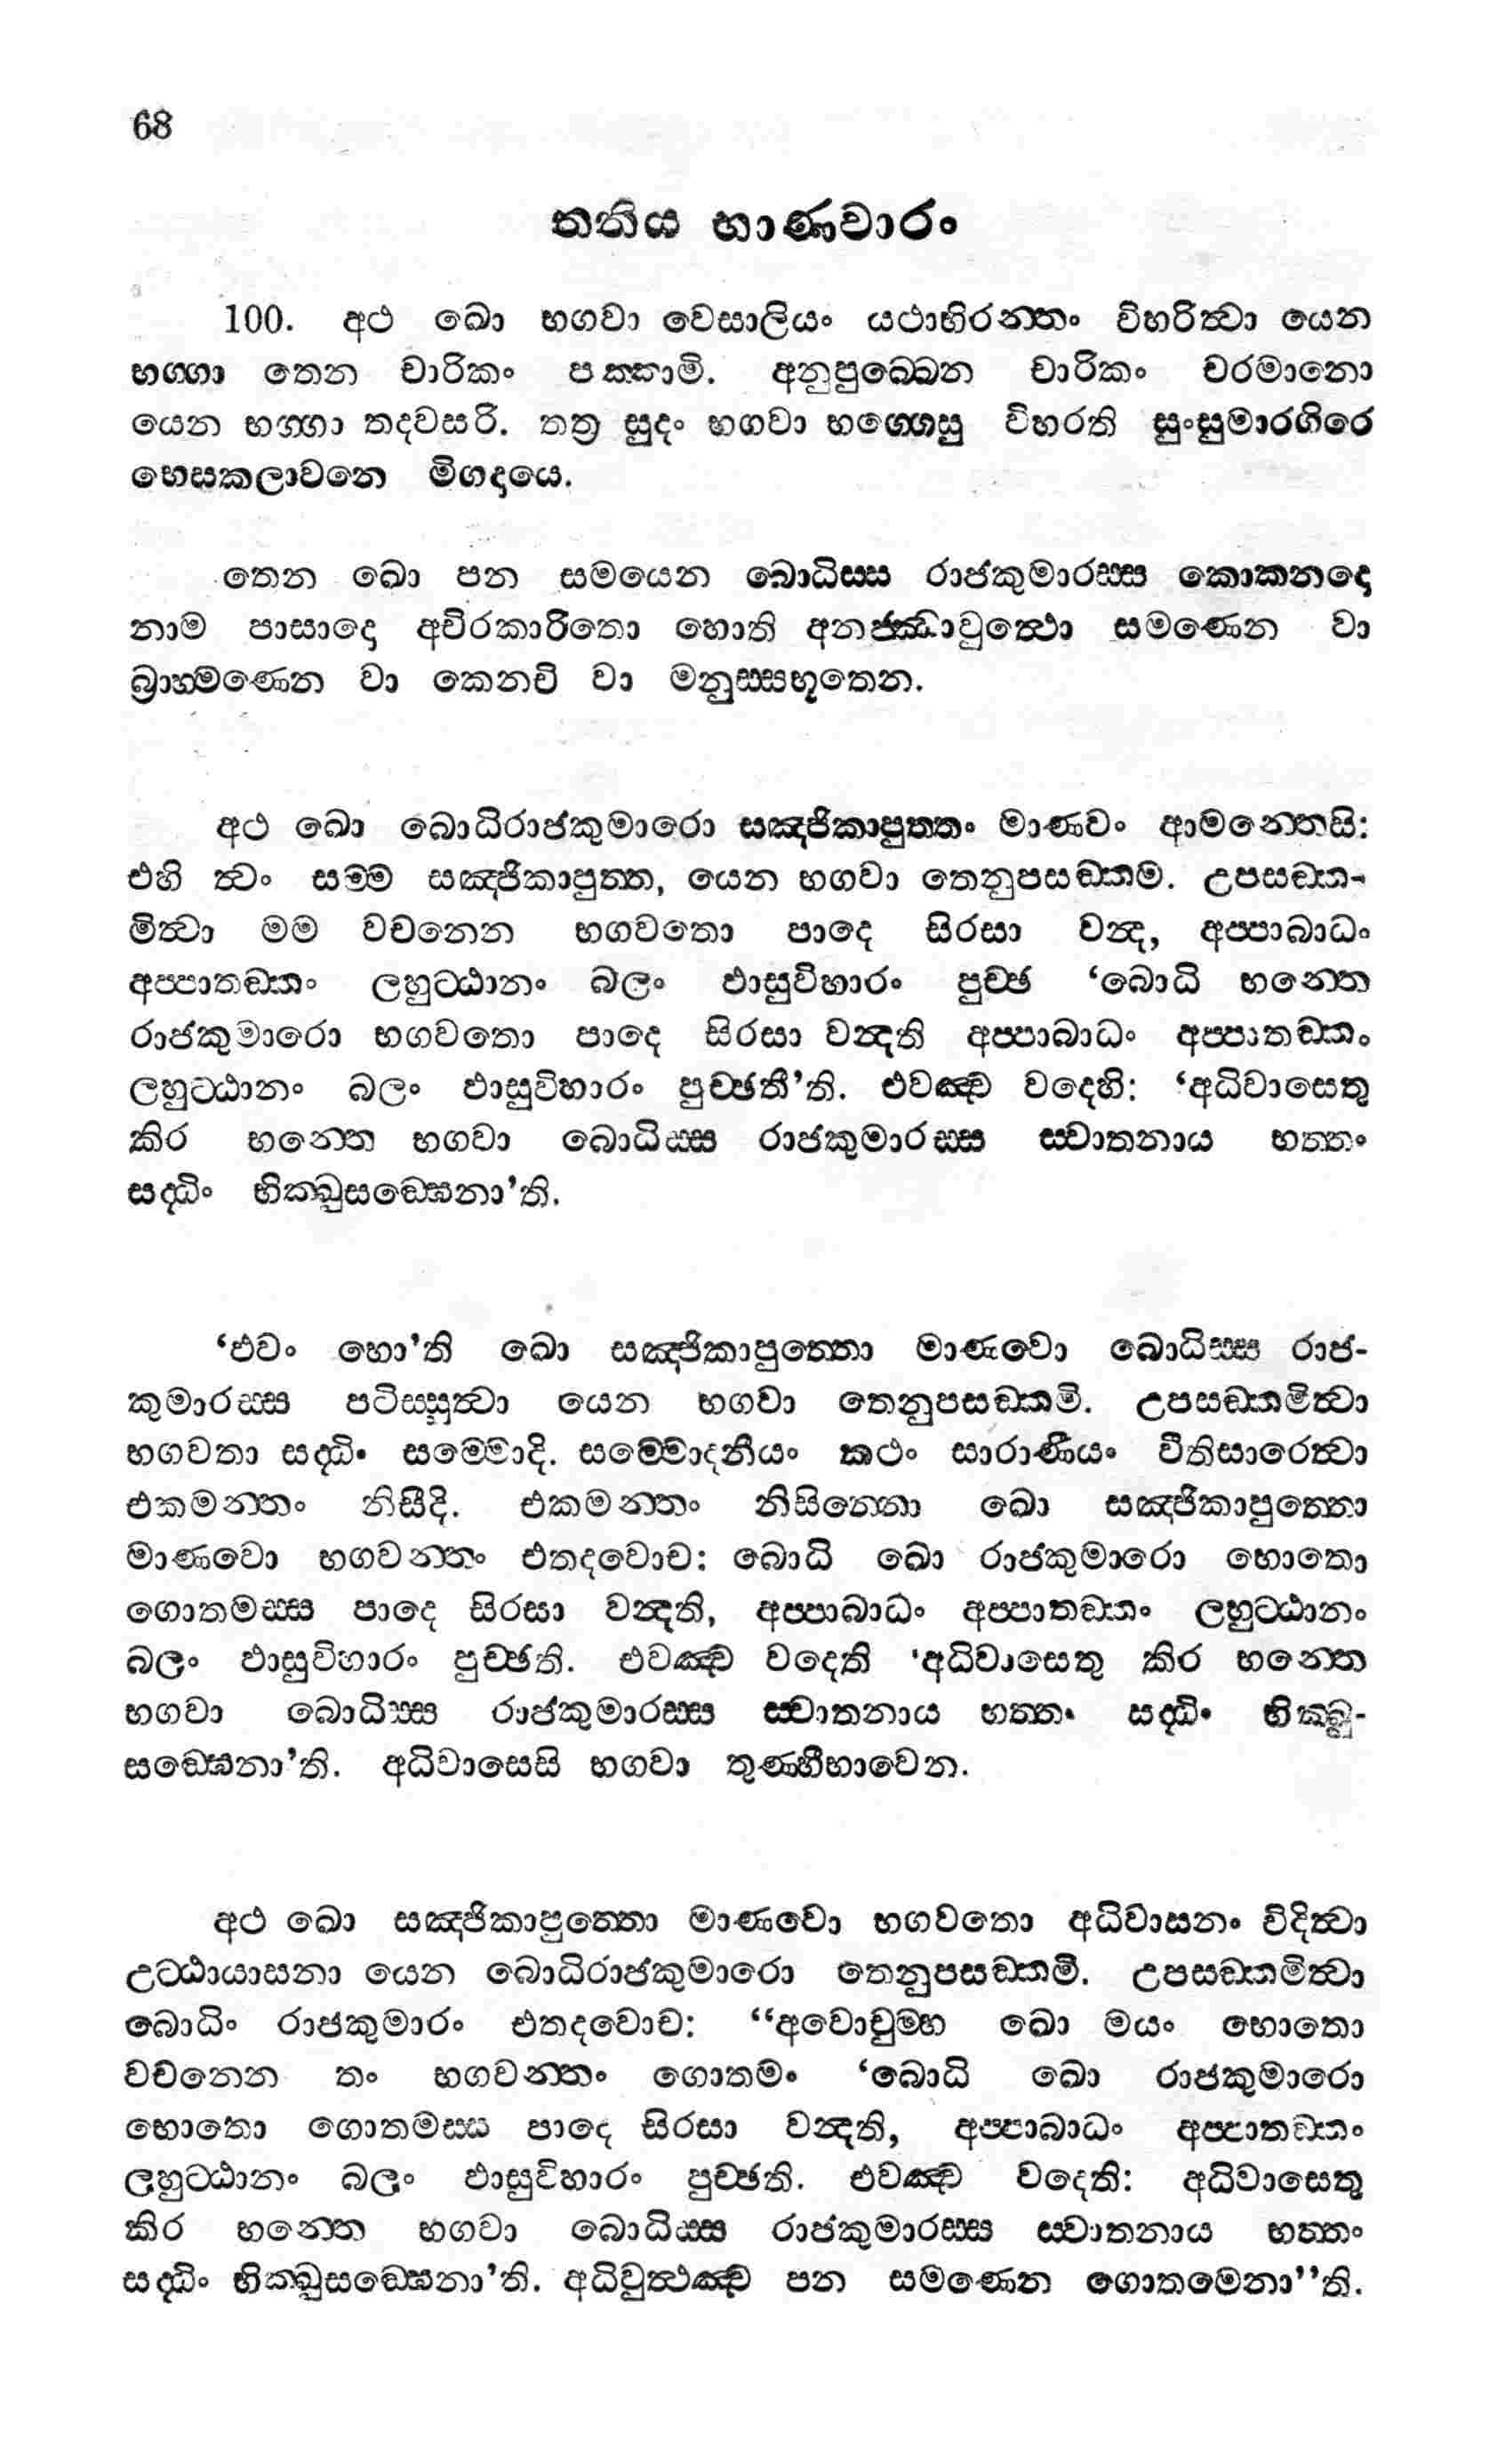 68
තතිය භාණවාරං
100. අථ ඛො භගවා වෙසාලියං යථාභිරන්තං විහරිත්වා යෙන
භග්ගා තෙන චාරිකං පක්කාමි. අනුපුබ්බෙන චාරිකං චරමානො
යෙන භග්ගා තදවසරි. තත්‍ර සුදං භගවා භග්ගෙසු විහරති සුංසුමාරගිරෙ
භෙසකලාවනෙ මිගදායෙ.
තෙන ඛො පන සමයෙන බොධිස්ස රාජකුමාරස්ස කොකනදො
නාම පාසාදො අචිරකාරිතො හොති අනජ්ඣාවුත්ථො සමණෙන වා
බ්‍රාහ්මණෙන වා කෙනචි වා මනුස්සභූතෙන.
අථ ඛො බොධිරාජකුමාරො සඤ්ජිකාපුත්තං මාණවං ආමන්තෙසි:
එහි ත්වං සම්ම සඤ්ජිකාපුත්ත, යෙන භගවා තෙනුපසඞ්කම. උපසඞ්ක-
මිත්වා මම වචනෙන භගවතො පාදෙ සිරසා වන්ද, අප්පාබාධං
අප්පාතඞ්කං ලහුට්ඨානං බලං ඵාසුවිහාරං පුච්ඡ ‘බොධි භන්තෙ
රාජකුමාරො භගවතො පාදෙ සිරසා වන්දති අප්පාබාධං අප්පාතඞ්කං
ලහුට්ඨානං බලං ඵාසුවිහාරං පුච්ඡතී’ති. එවඤ්ච වදෙහි: ‘අධිවාසෙතු
කිර භන්තෙ භගවා බොධිස්ස රාජකුමාරස්ස ස්වාතනාය භත්තං
සද්ධිං භික්ඛුසඞ්ඝෙනා’ති.
‘එවං හො’ති ඛො සඤ්ජිකාපුත්තො මාණවො බොධිස්ස රාජ-
කුමාරස්ස පටිස්සුත්වා යෙන භගවා තෙනුපසඞ්කමි. උපසඞ්කමිත්වා
භගවතා සද්ධිං සම්මොදි. සම්මොදනීයං කථං සාරාණීයං වීතිසාරෙත්වා
එකමන්තං නිසීදි. එකමන්තං නිසින්නො ඛො සඤ්ජිකාපුත්තො
මාණවො භගවන්තං එතදවොච: බොධි ඛො රාජකුමාරො භොතො
ගොතමස්ස පාදෙ සිරසා වන්දති, අප්පාබාධං අප්පාතඞ්කං ලහුට්ඨානං
බලං ඵාසුවිහාරං පුච්ඡති. එවඤ්ච වදෙති ‘අධිවාසෙතු කිර භන්තෙ
භගවා බොධිස්ස රාජකුමාරස්ස ස්වාතනාය භත්තං සද්ධිං භික්ඛු-
සඞ්ඝෙනා’ති. අධිවාසෙසි භගවා තුණ්හීභාවෙන.
අථ ඛො සඤ්ජිකාපුත්තො මාණවො භගවතො අධිවාසනං විදිත්වා
උට්ඨායාසනා යෙන බොධිරාජකුමාරො තෙනුපසඞ්කමි. උපසඞ්කමිත්වා
බොධිං රාජකුමාරං එතදවොච: “අවොචුම්හ ඛො මයං භොතො
වචනෙන තං භගවන්තං ගොතමං ‘බොධි ඛො රාජකුමාරො
භොතො ගොතමස්ස පාදෙ සිරසා වන්දති, අප්පාබාධං අප්පාතඞ්කං
ලහුට්ඨානං බලං ඵාසුවිහාරං පුච්ඡති. එවඤ්ච වදෙති: අධිවාසෙතු
කිර භන්තෙ භගවා බොධිස්ස රාජකුමාරස්ස ස්වාතනාය භත්තං
සද්ධිං භික්ඛුසඞ්ඝෙනා’ති. අධිවුත්ථඤ්ච පන සමණෙන ගොතමෙනා”ති.